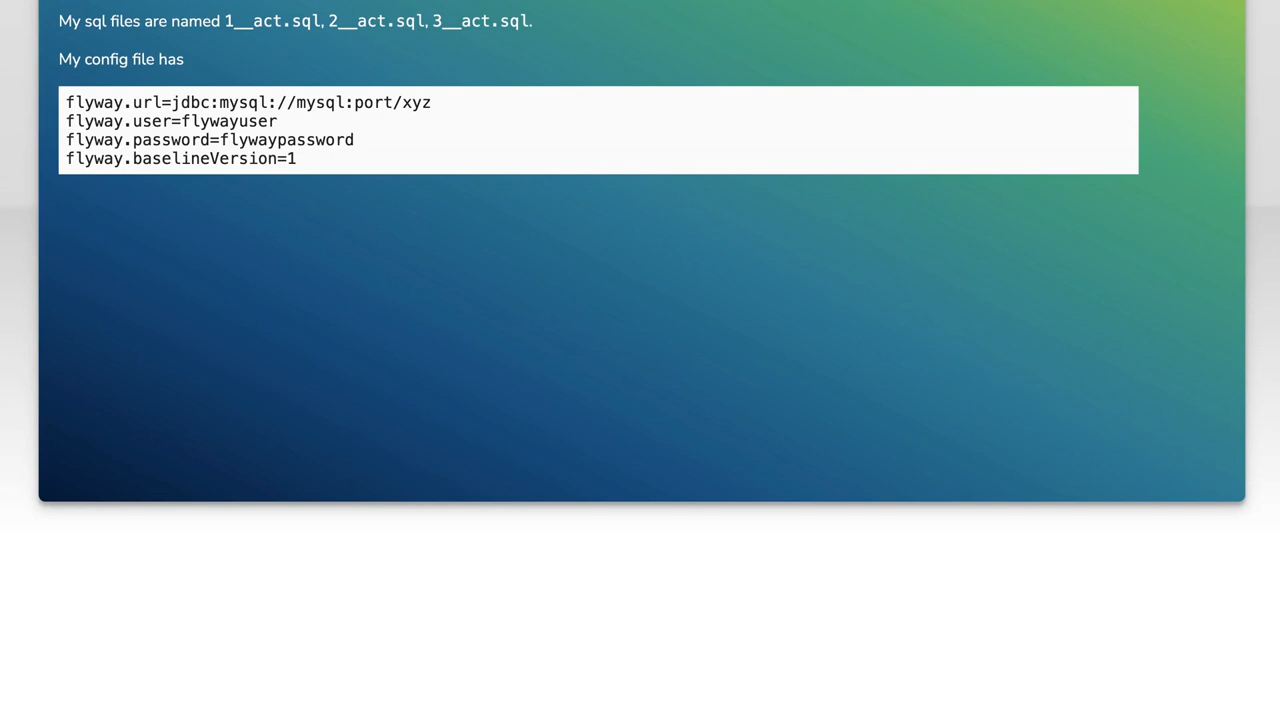 My sql files are named 1__act.sql, 2__act.sql, 3__act.sql.
My config file has
flyway.url=jdbc:mysql://mysql:port/xyz
flyway.user=flywayuser
flyway.password=flywaypassword
flyway.baselineVersion=1